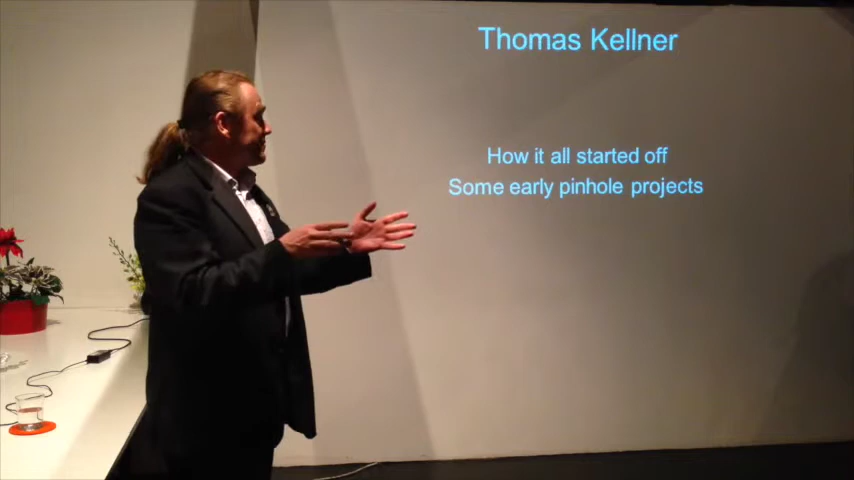 Thomas Kellner
How it all started off
Some early pinhole projects